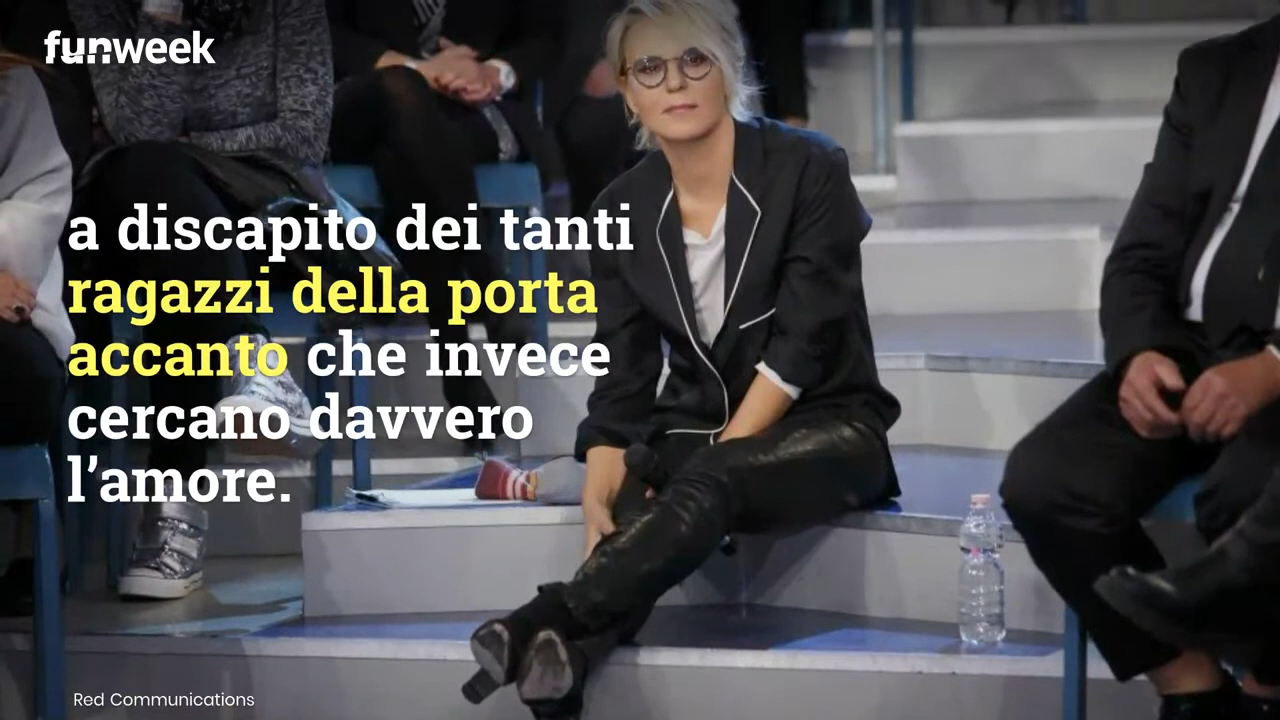 funweek
a discapito dei tanti
ragazzi della porta
accanto che invece
cercano davvero
l’amore.
Red Communications